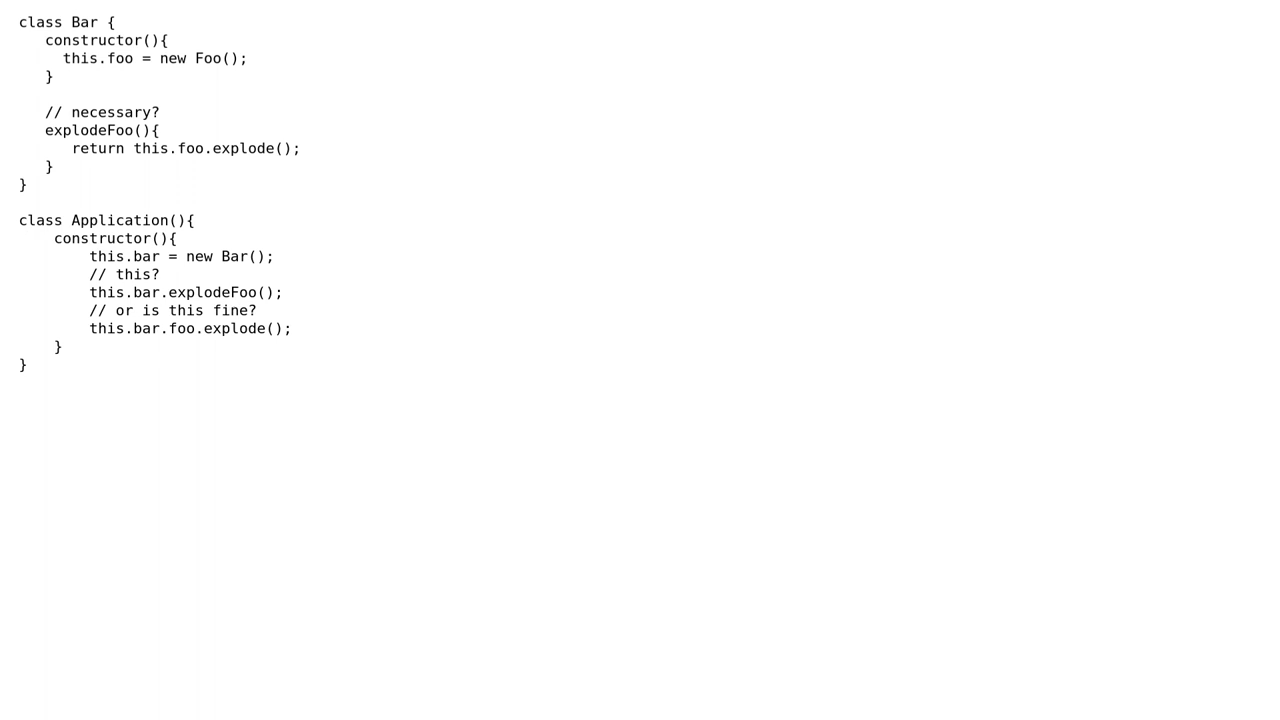 class Bar {
   constructor(){
     this.foo = new Foo();
   }

   // necessary?
   explodeFoo(){
      return this.foo.explode();
   }
}

class Application(){
    constructor(){
        this.bar = new Bar();
        // this?
        this.bar.explodeFoo();
        // or is this fine?
        this.bar.foo.explode();
    }
}